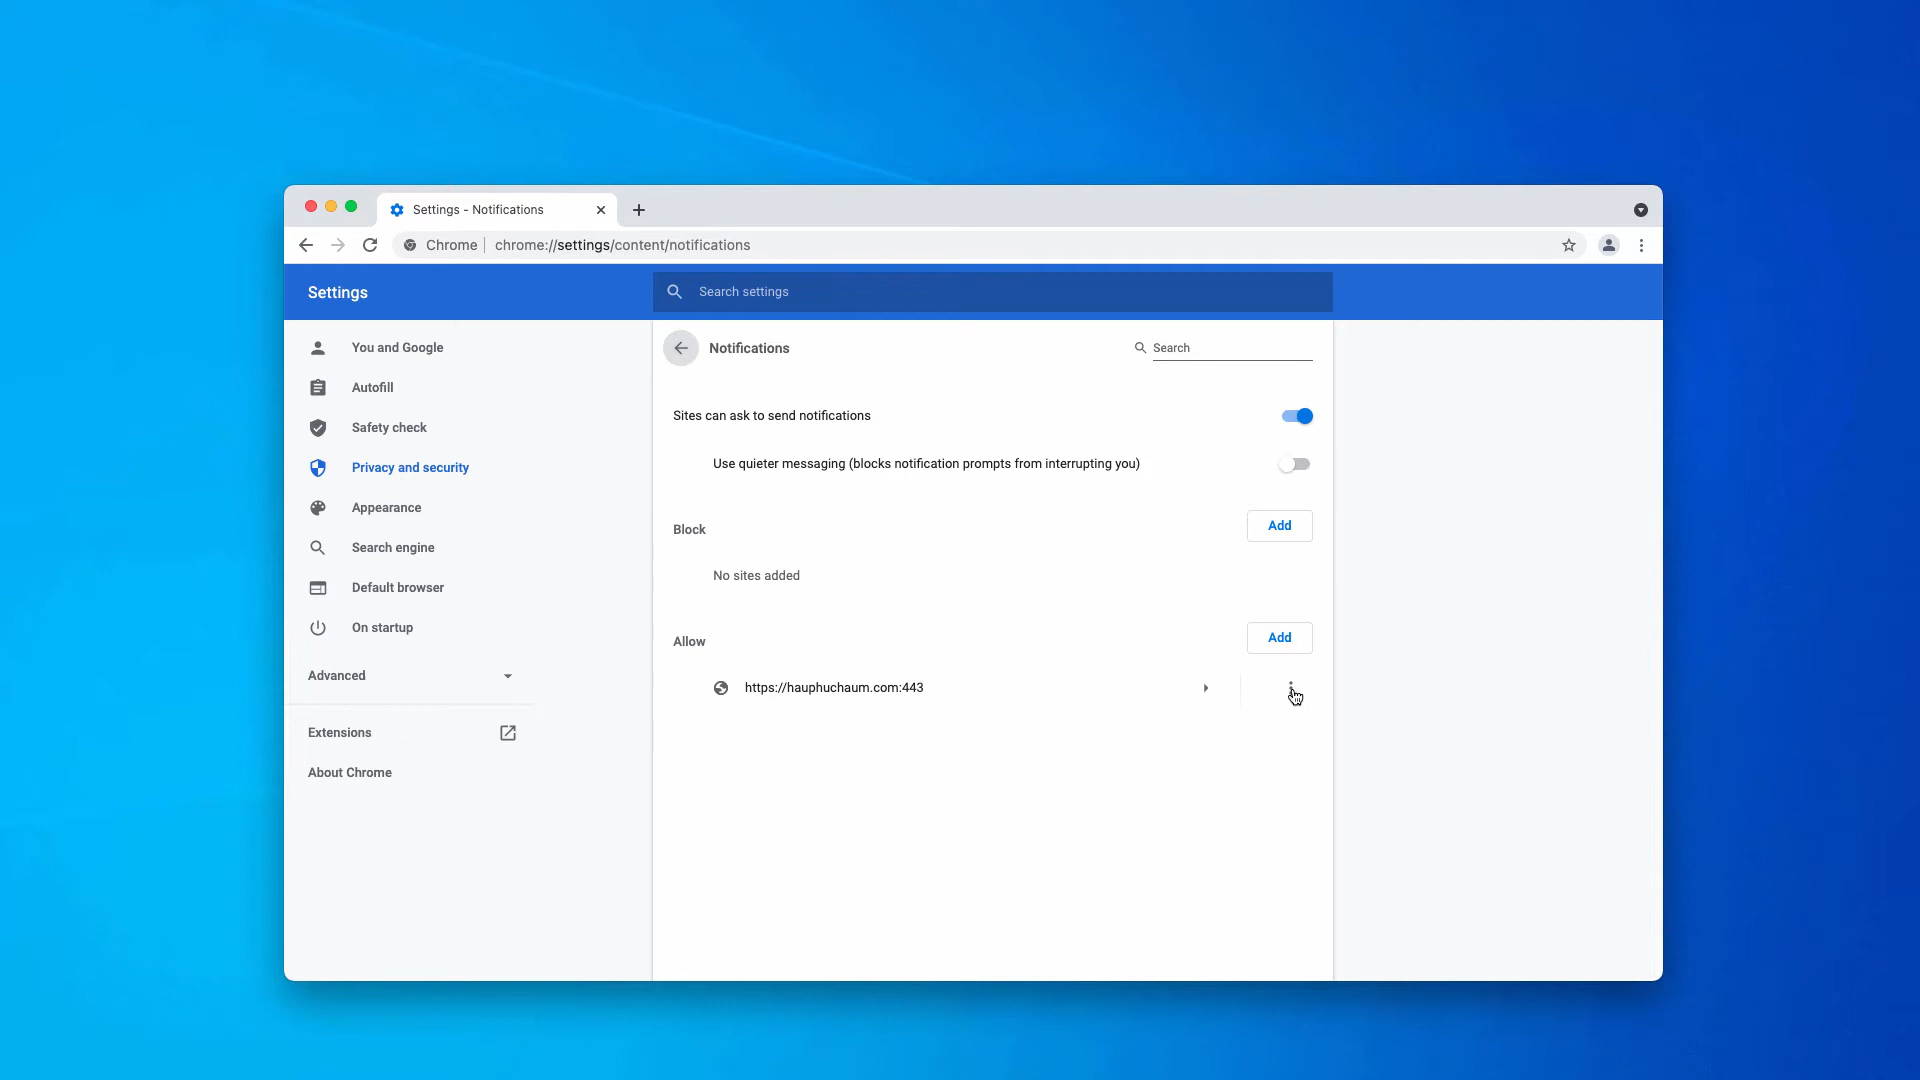 Settings - Notifications
Chrome
chrome://settings/content/notifications
Settings
Search settings
You and Google
Autofill
Safety check
Privacy and security
Appearance
Search engine
Default browser
On startup
Advanced
Extensions
About Chrome
Notifications
Search
Sites can ask to send notifications
Use quieter messaging (blocks notification prompts from interrupting you)
Block
Add
No sites added
Allow
Add
https://hauphuchaum.com:443